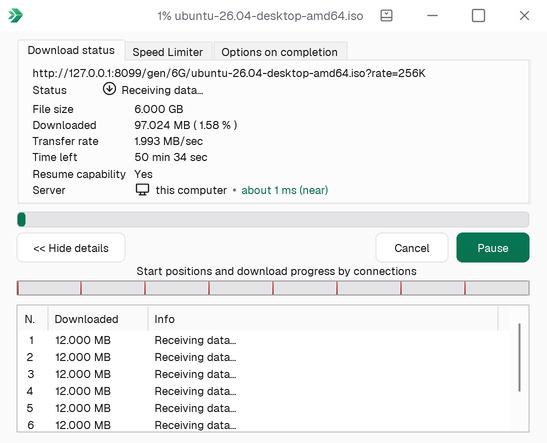 1% ubuntu-26.04-desktop-amd64.iso
Download status Speed Limiter Options on completion
http://127.0.0.1:8099/gen/6G/ubuntu-26.04-desktop-amd64.iso?rate=256K
Status Receiving data...
File size 6.000 GB
Downloaded 97.024 MB ( 1.58 % )
Transfer rate 1.993 MB/sec
Time left 50 min 34 sec
Resume capability Yes
Server this computer • about 1 ms (near)
<< Hide details Cancel Pause
Start positions and download progress by connections
N. Downloaded Info
1 12.000 MB Receiving data...
2 12.000 MB Receiving data...
3 12.000 MB Receiving data...
4 12.000 MB Receiving data...
5 12.000 MB Receiving data...
6 12.000 MB Receiving data...